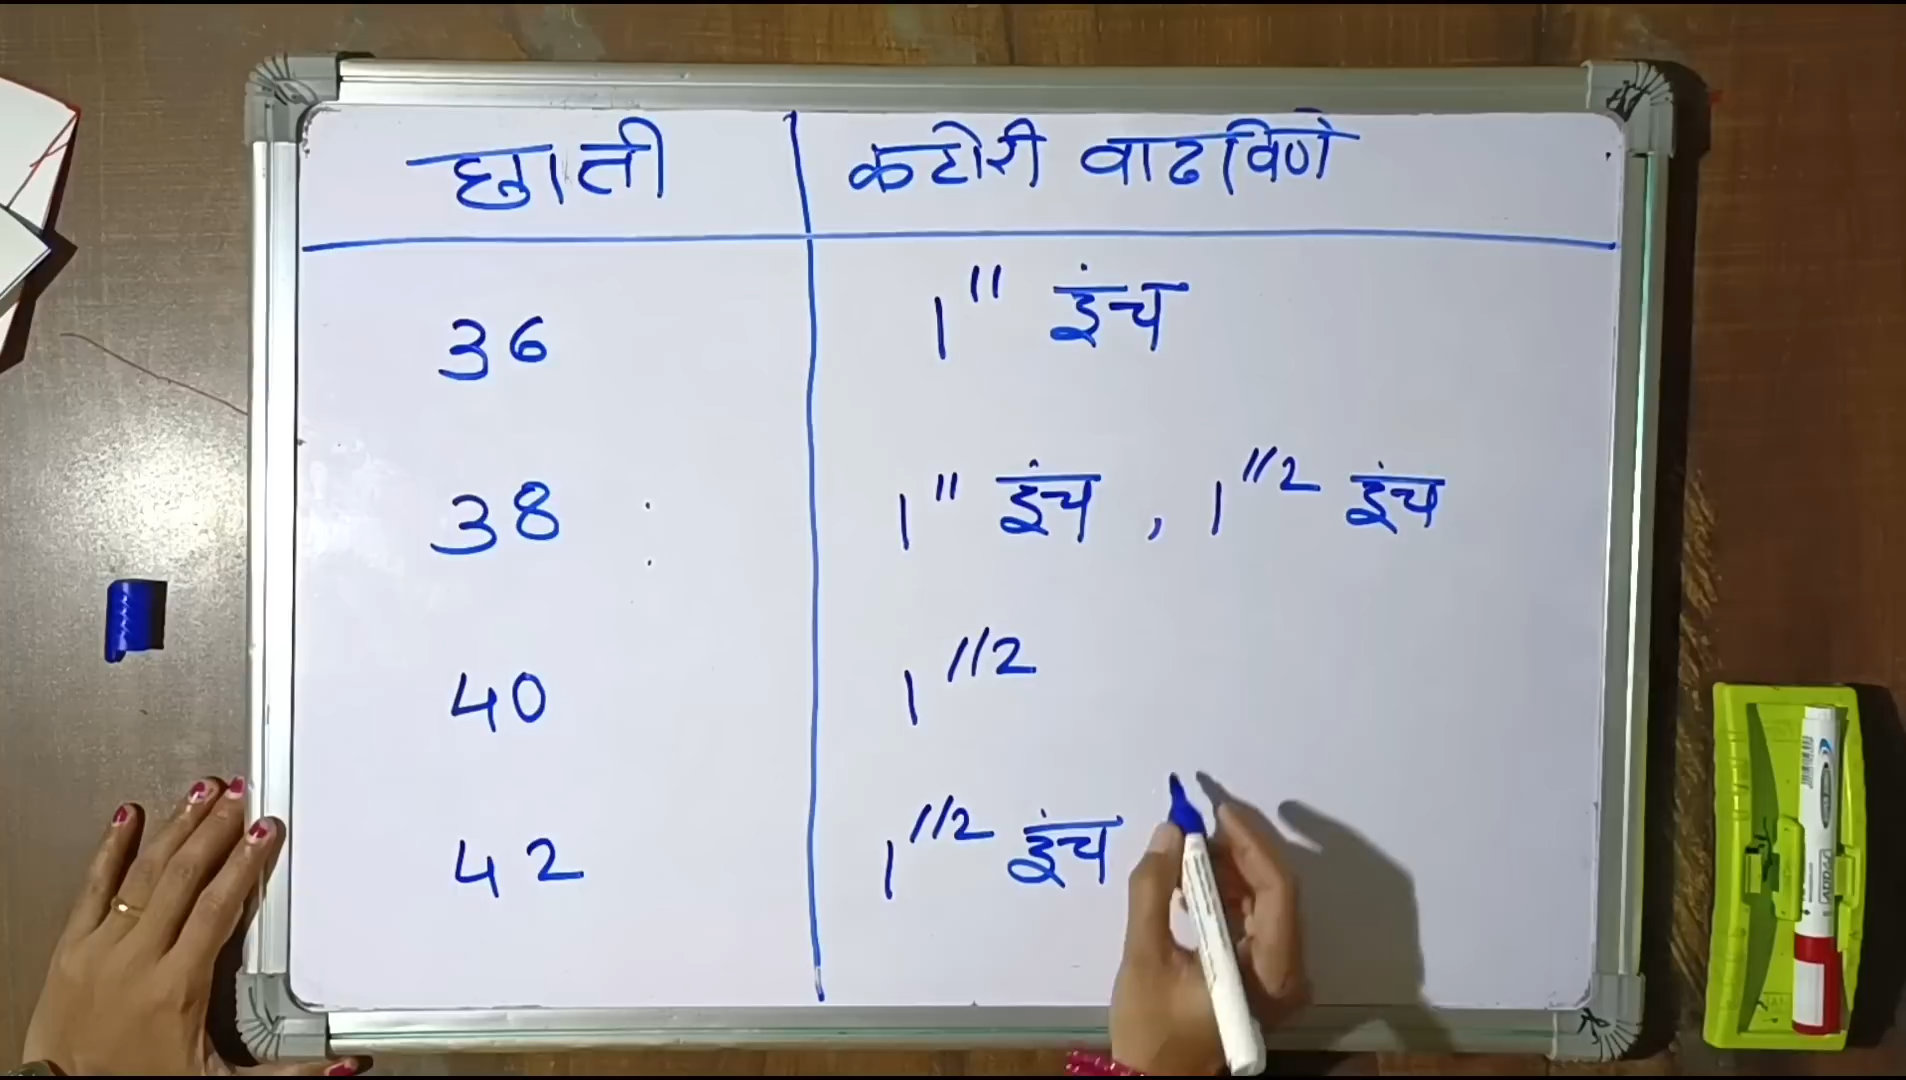 छाती कटोरी वाढविणे
36 1" इंच
38 : 1" इंच , 1"2 इंच
40 1"2
42 1"2 इंच